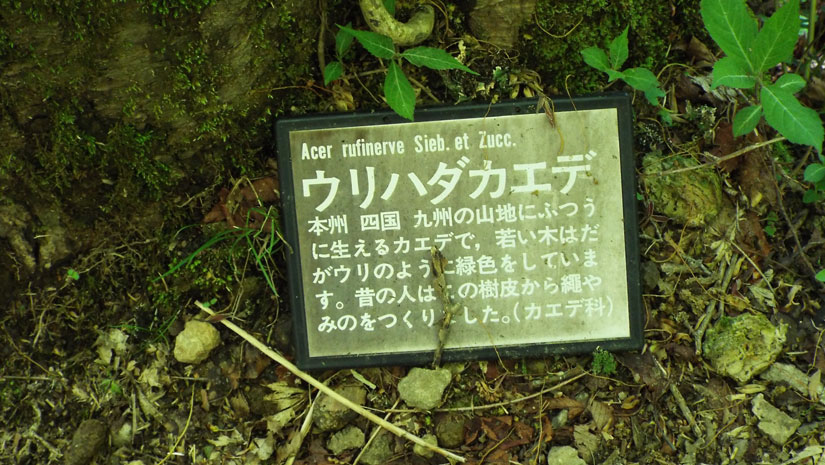 Acer rufinerve Sieb. et Zucc.
ウリハダカエデ
本州 四国 九州の山地にふつう
に生えるカエデで，若い木はだ
がウリのように緑色をしていま
す。昔の人はこの樹皮から繩や
みのをつくりました。(カエデ科)